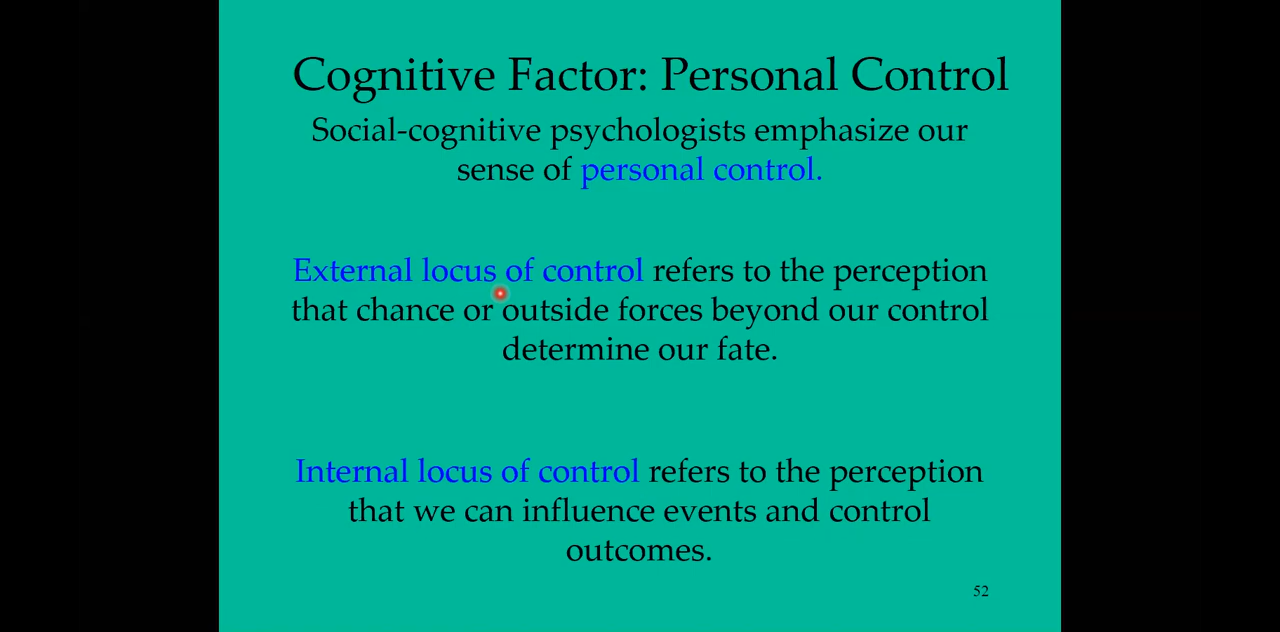 Cognitive Factor: Personal Control
Social-cognitive psychologists emphasize our
sense of personal control.
External locus of control refers to the perception
that chance or outside forces beyond our control
determine our fate.
Internal locus of control refers to the perception
that we can influence events and control
outcomes.
52